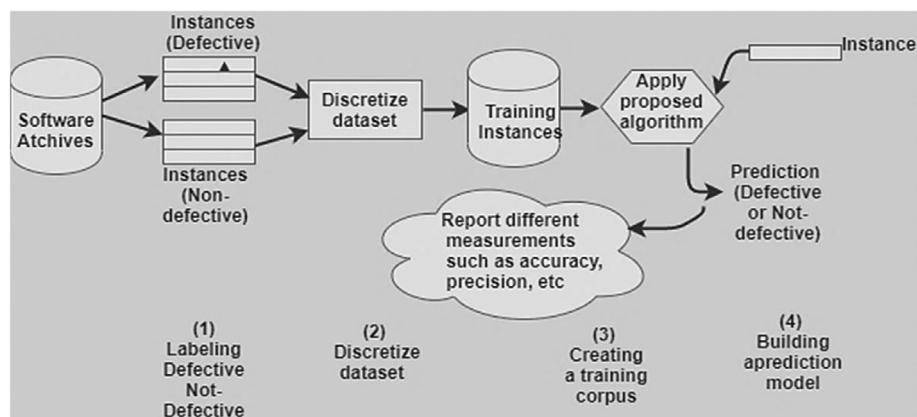 Instances
(Defective)
Software
Atchives
Instances
(Non-
defective)
Discretize
dataset
Training
Instances
Apply
proposed
algorithm
Instance
Prediction
(Defective
or Not-
defective)
Report different
measurements
such as accuracy,
precision, etc
(1)
Labeling
Defective
Not-
Defective
(2)
Discretize
dataset
(3)
Creating
a training
corpus
(4)
Building
aprediction
model